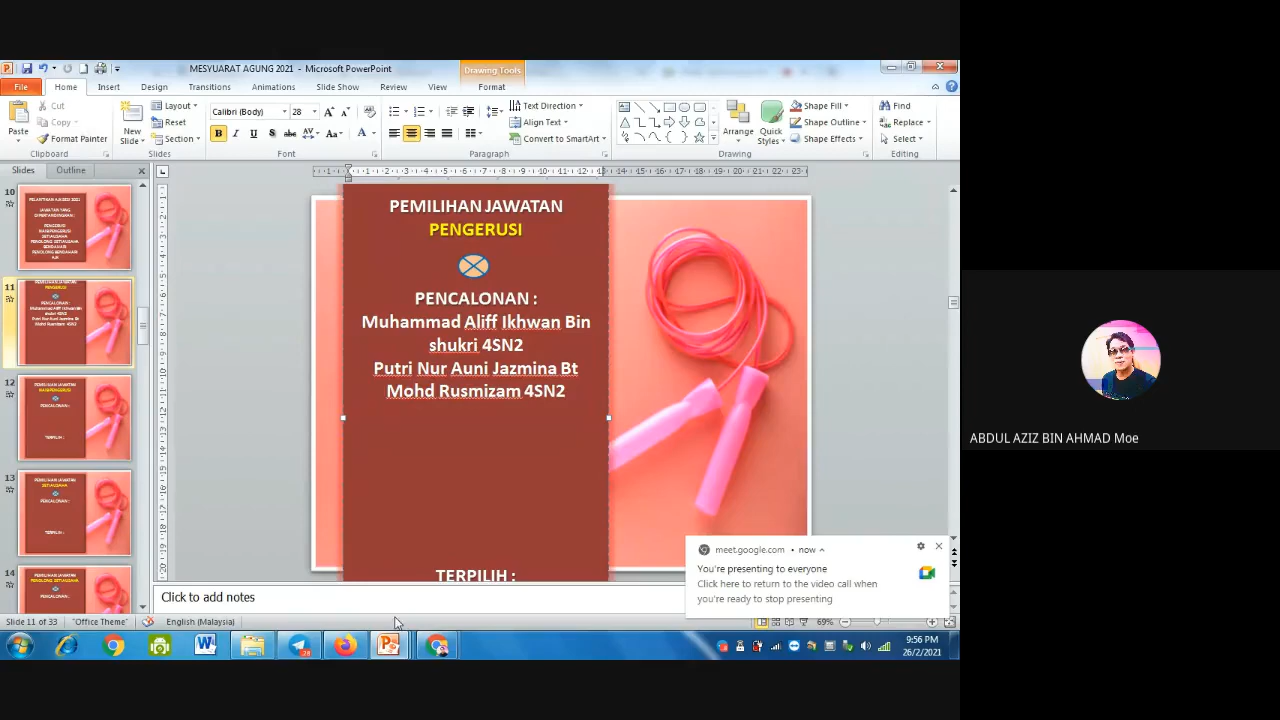 MESYUARAT AGUNG 2021 - Microsoft PowerPoint
Drawing Tools
File Home Insert Design Transitions Animations Slide Show Review View Format
Paste
Cut
Copy
Format Painter
Clipboard
New
Slide
Layout
Reset
Section
Slides
Calibri (Body) 28
Font
Paragraph
Text Direction
Align Text
Convert to SmartArt
Arrange
Quick
Styles
Shape Fill
Shape Outline
Shape Effects
Drawing
Find
Replace
Select
Editing
Slides Outline
10
11
12
13
14
PEMILIHAN JAWATAN
PENGERUSI
PENCALONAN :
Muhammad Aliff Ikhwan Bin
shukri 4SN2
Putri Nur Auni Jazmina Bt
Mohd Rusmizam 4SN2
TERPILIH :
Click to add notes
meet.google.com • now
You're presenting to everyone
Click here to return to the video call when
you're ready to stop presenting
Slide 11 of 33 "Office Theme" English (Malaysia) 69%
9:56 PM
26/2/2021
ABDUL AZIZ BIN AHMAD Moe